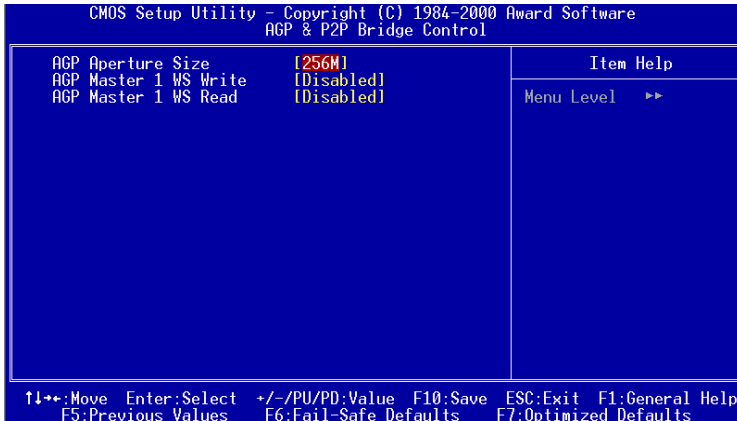 CMOS Setup Utility - Copyright (C) 1984-2000 Award Software
AGP & P2P Bridge Control
AGP Aperture Size [256M]
AGP Master 1 WS Write [Disabled]
AGP Master 1 WS Read [Disabled]
Item Help
Menu Level ▶▶
↑↓→←:Move Enter:Select +/-/PU/PD:Value F10:Save ESC:Exit F1:General Help
F5:Previous Values F6:Fail-Safe Defaults F7:Optimized Defaults